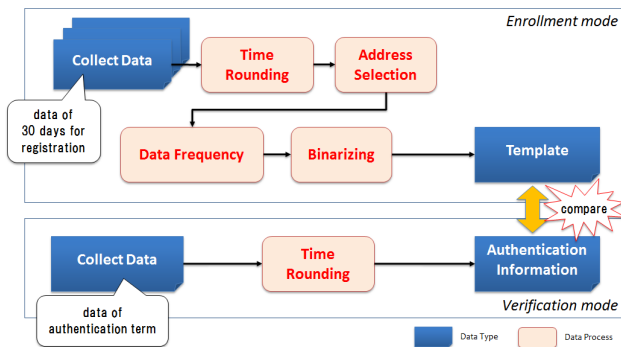 Enrollment mode
Collect Data
Time
Rounding
Address
Selection
data of
30 days for
registration
Data Frequency
Binarizing
Template
compare
Collect Data
Time
Rounding
Authentication
Information
data of
authentication term
Verification mode
Data Type
Data Process